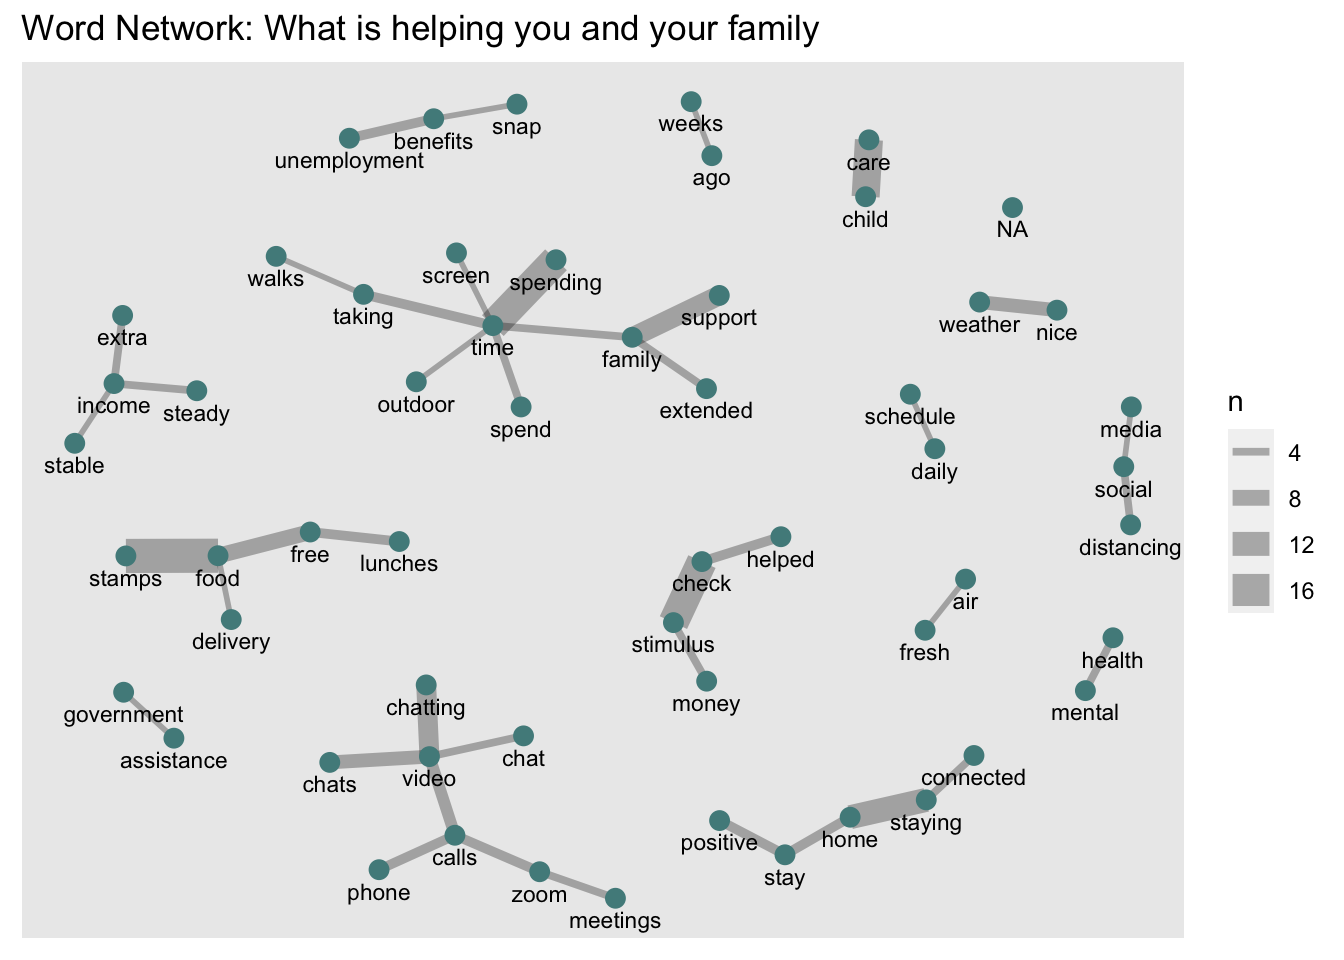 Word Network: What is helping you and your family
snap
benefits
unemployment
weeks
ago
care
child
NA
walks
screen
spending
taking
support
time
family
weather
nice
extra
income
steady
stable
outdoor
spend
extended
schedule
daily
media
social
distancing
n
4
8
12
16
stamps
food
free
lunches
delivery
check
helped
stimulus
money
air
fresh
health
mental
government
assistance
chatting
chats
video
chat
calls
phone
zoom
meetings
connected
staying
home
positive
stay